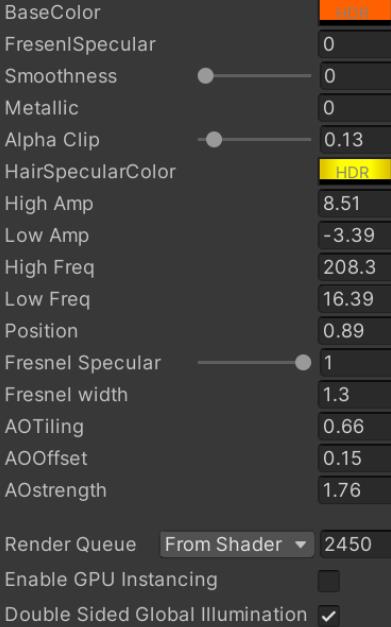 BaseColor HDR
FresenlSpecular 0
Smoothness 0
Metallic 0
Alpha Clip 0.13
HairSpecularColor HDR
High Amp 8.51
Low Amp -3.39
High Freq 208.3
Low Freq 16.39
Position 0.89
Fresnel Specular 1
Fresnel width 1.3
AOTiling 0.66
AOOffset 0.15
AOstrength 1.76
Render Queue From Shader 2450
Enable GPU Instancing
Double Sided Global Illumination